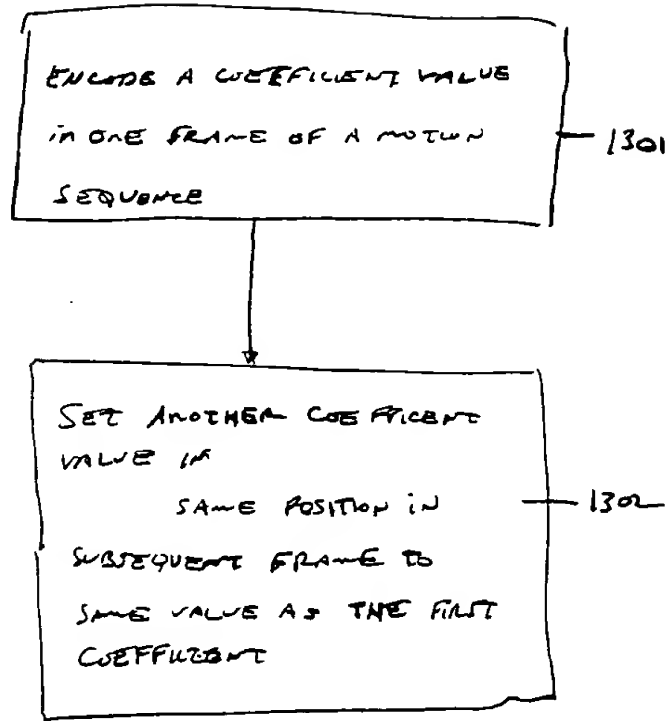 ENCODE A COEFFICIENT VALUE
in ONE FRAME OF A MOTION
SEQUENCE
1301
SET ANOTHER COEFFICENT
VALUE IN
SAME POSITION IN
SUBSEQUENT FRAME TO
SAME VALUE AS THE FIRST
COEFFICIENT
1302